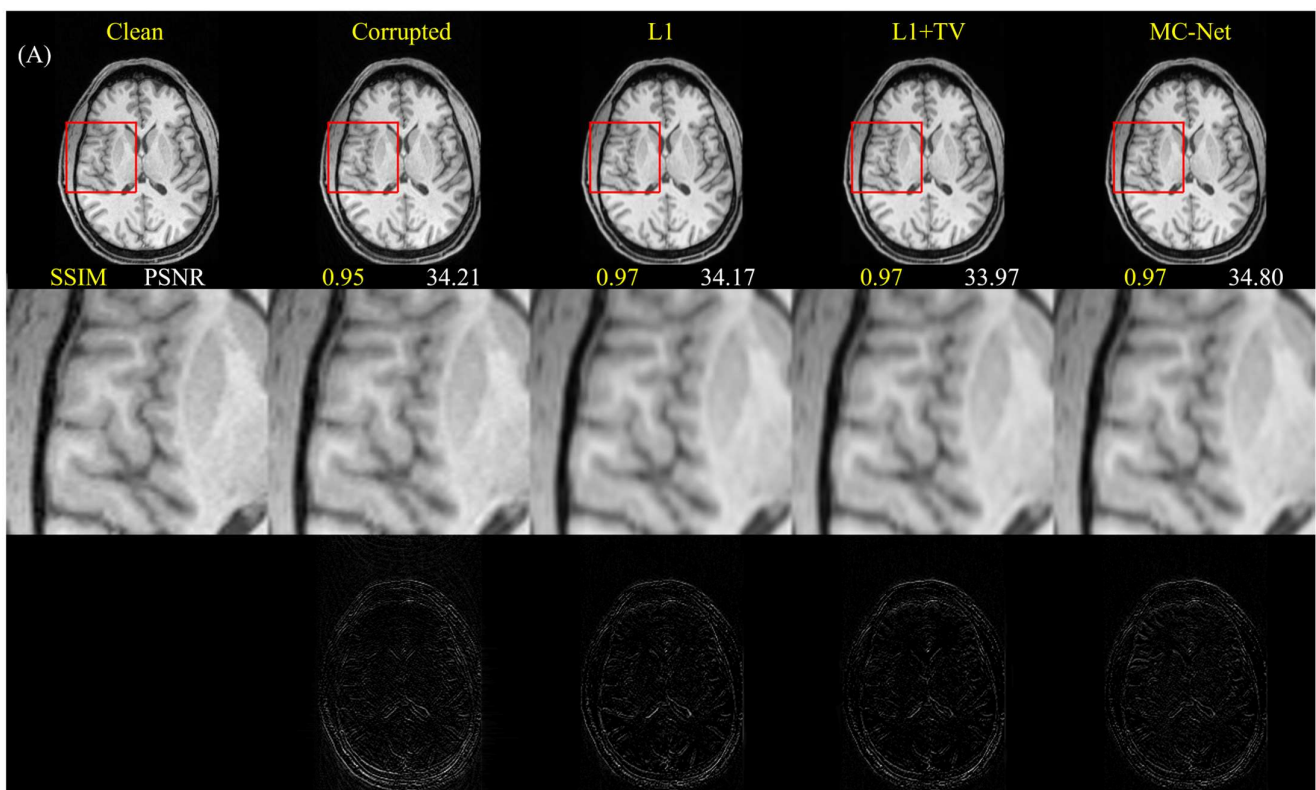 Clean Corrupted L1 L1+TV MC-Net
(A)
SSIM PSNR 0.95 34.21 0.97 34.17 0.97 33.97 0.97 34.80